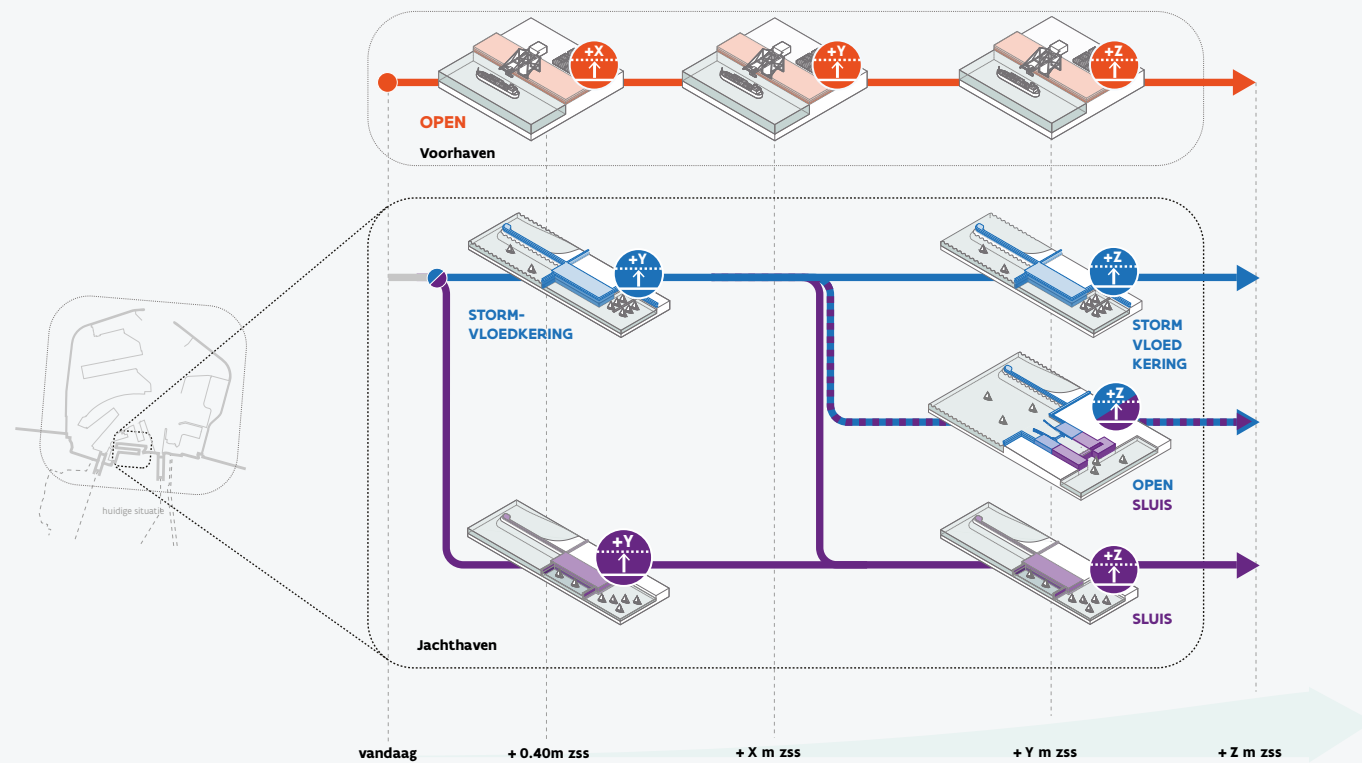 +X
+Y
+Z
OPEN
Voorhaven
+Y
+Z
STORM-
VLOEDKERING
STORM
VLOED
KERING
+Z
huidige situatie
OPEN
SLUIS
+Y
+Z
SLUIS
Jachthaven
vandaag
+ 0.40m zss
+ X m zss
+ Y m zss
+ Z m zss